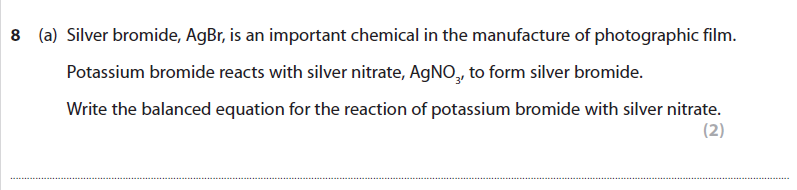 8 (a) Silver bromide, AgBr, is an important chemical in the manufacture of photographic film.
Potassium bromide reacts with silver nitrate, AgNO₃, to form silver bromide.
Write the balanced equation for the reaction of potassium bromide with silver nitrate.
(2)